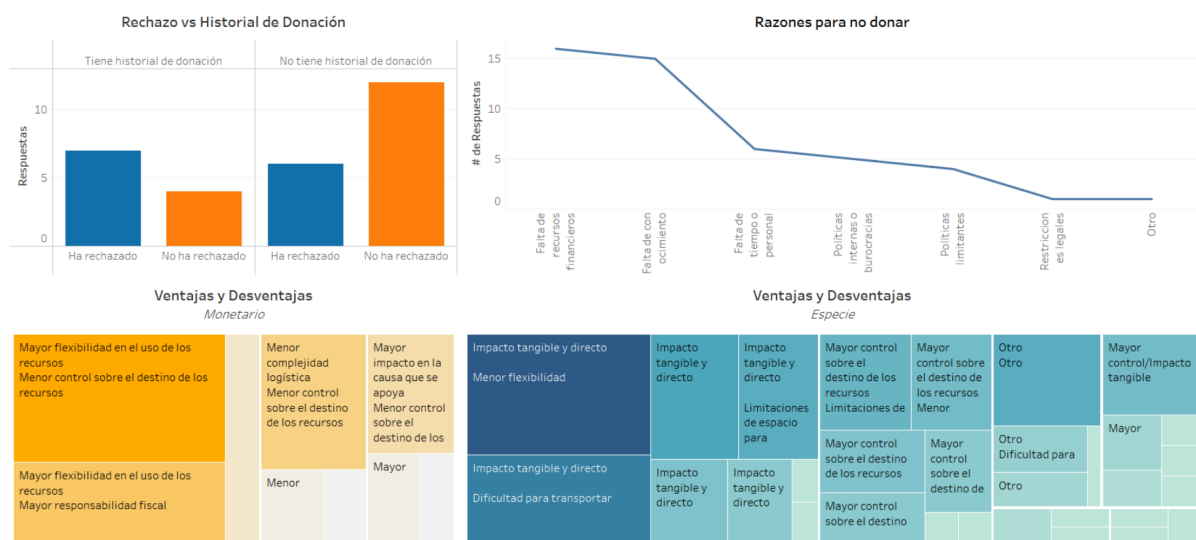 Rechazo vs Historial de Donación
Tiene historial de donación
No tiene historial de donación
Respuestas
10
5
0
Ha rechazado
No ha rechazado
Ha rechazado
No ha rechazado
Razones para no donar
# de Respuestas
15
10
5
0
Falta de
recursos
financieros
Falta de con
ocimiento
Falta de
tiempo o
personal
Políticas
internas o
burocracias
Políticas
limitantes
Restriccion
es legales
Otro
Ventajas y Desventajas
Monetario
Mayor flexibilidad en el uso de los
recursos
Menor control sobre el destino de los
recursos
Mayor flexibilidad en el uso de los
recursos
Mayor responsabilidad fiscal
Menor
complejidad
logística
Menor control
sobre el destino
de los recursos
Menor
Mayor
impacto en la
causa que se
apoya
Menor control
sobre el
destino de los
Mayor
Ventajas y Desventajas
Especie
Impacto tangible y directo
Menor flexibilidad
Impacto tangible y directo
Dificultad para transportar
Impacto
tangible y
directo
Impacto
tangible y
directo
Limitaciones
de espacio
para
Impacto
tangible y
directo
Impacto
tangible y
directo
Mayor control
sobre el
destino de los
recursos
Limitaciones de
Mayor
control sobre
el destino de
los recursos
Menor
Mayor control
sobre el destino
de los recursos
Mayor control
sobre el destino
Mayor
control
sobre el
destino de
Otro
Otro
Otro
Dificultad para
Otro
Mayor
control/Impacto
tangible
Mayor